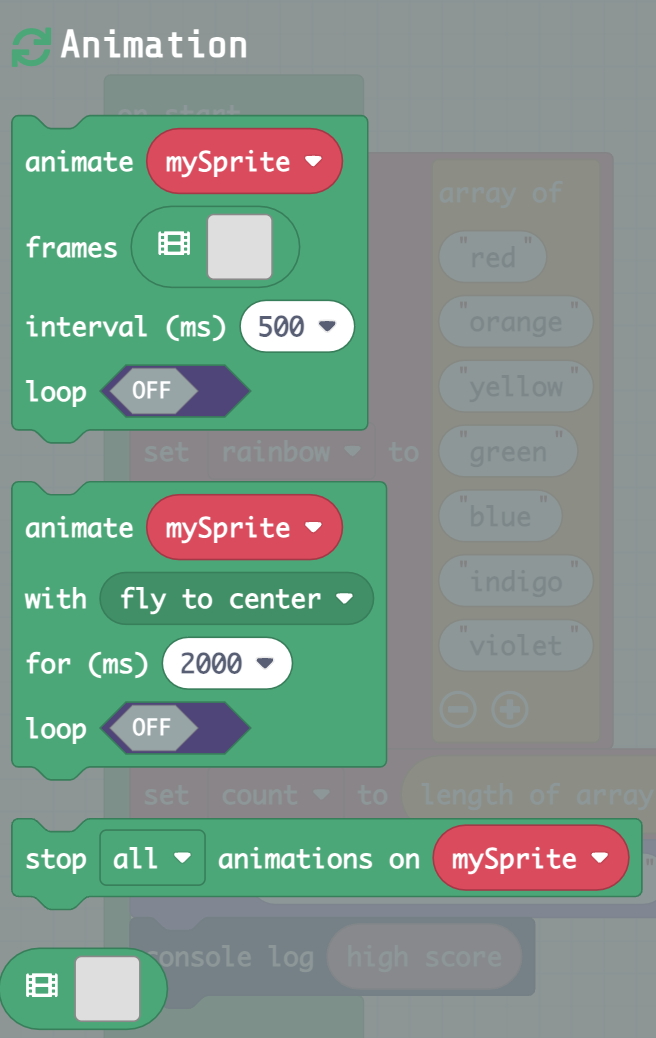 Animation
on start
animate mySprite
array of
"red"
frames
"orange"
interval (ms) 500
"yellow"
loop OFF
set rainbow to
"green"
"blue"
animate mySprite
"indigo"
with fly to center
"violet"
for (ms) 2000
loop OFF
set count to length of array
stop all animations on mySprite
"
console log high score